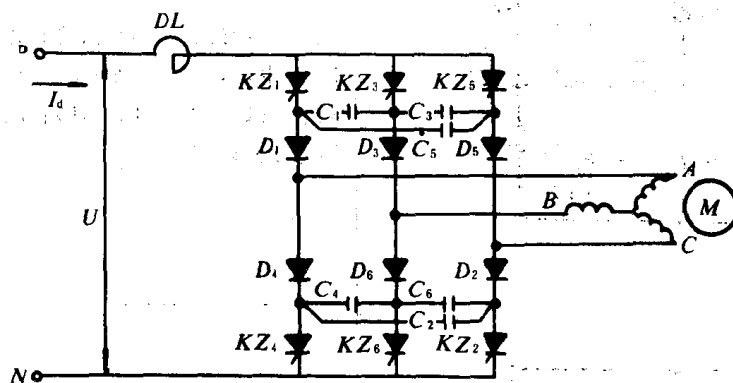 DL
P
I_d
KZ₁ KZ₃ KZ₅
C₁ C₃
C₅
D₁ D₃ D₅
A
B
M
U
C
D₄ D₆ D₂
C₄ C₆
C₂
KZ₄ KZ₆ KZ₂
N